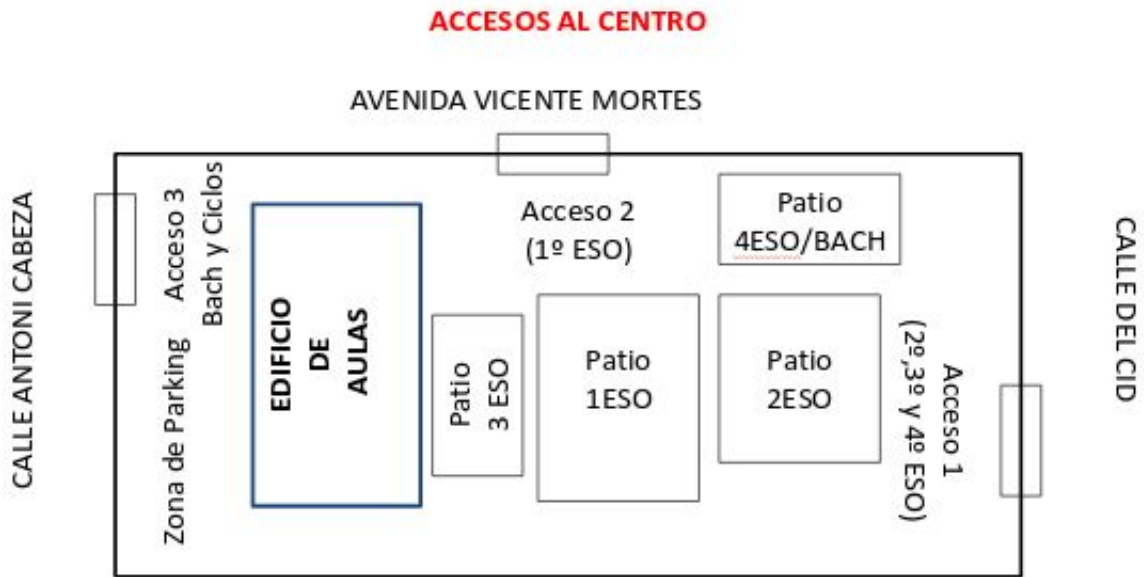 ACCESOS AL CENTRO
AVENIDA VICENTE MORTES
CALLE ANTONI CABEZA
Acceso 3
Bach y Ciclos
Zona de Parking
EDIFICIO
DE
AULAS
Acceso 2
(1º ESO)
Patio
4ESO/BACH
Patio
3 ESO
Patio
1ESO
Patio
2ESO
Acceso 1
(2º,3º y 4º ESO)
CALLE DEL CID